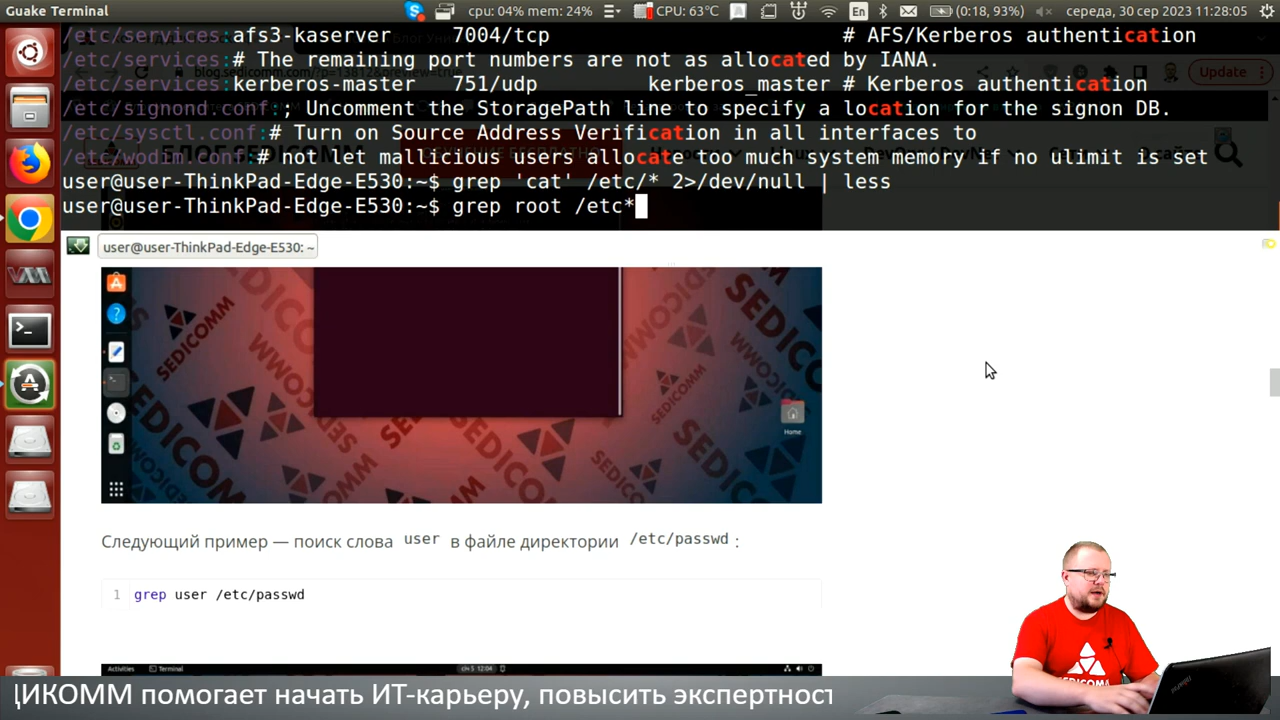 Guake Terminal cpu: 04% mem: 24% CPU: 63°C A En (0:18, 93%) середа, 30 вер 2023 11:28:05
/etc/services:afs3-kaserver 7004/tcp # AFS/Kerberos authentication
/etc/services:# The remaining port numbers are not as allocated by IANA.
/etc/services:kerberos-master 751/udp kerberos_master # Kerberos authentication
/etc/signond.conf:; Uncomment the StoragePath line to specify a location for the signon DB.
/etc/sysctl.conf:# Turn on Source Address Verification in all interfaces to
/etc/wodim.conf:# not let mallicious users allocate too much system memory if no ulimit is set
user@user-ThinkPad-Edge-E530:~$ grep 'cat' /etc/* 2>/dev/null | less
user@user-ThinkPad-Edge-E530:~$ grep root /etc*
Update
user@user-ThinkPad-Edge-E530: ~
SEDICOMM
Home
Следующий пример — поиск слова user в файле директории /etc/passwd :
1 grep user /etc/passwd
Activities Terminal
SEDICOMM
ЦИКОММ помогает начать ИТ-карьеру, повысить экспертност